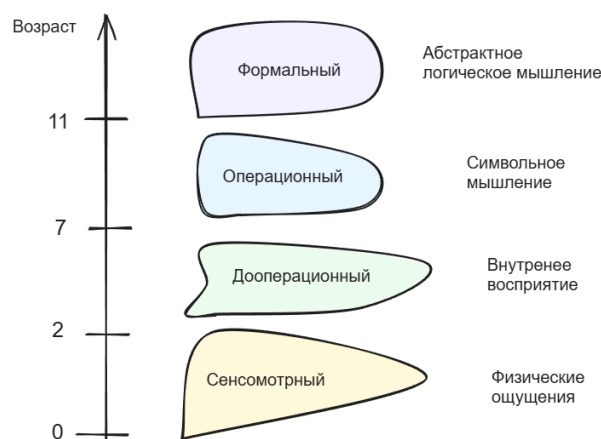 Возраст
Формальный
Абстрактное
логическое мышление
11
Операционный
Символьное
мышление
7
Дооперационный
Внутренее
восприятие
2
Сенсомотрный
Физические
ощущения
0